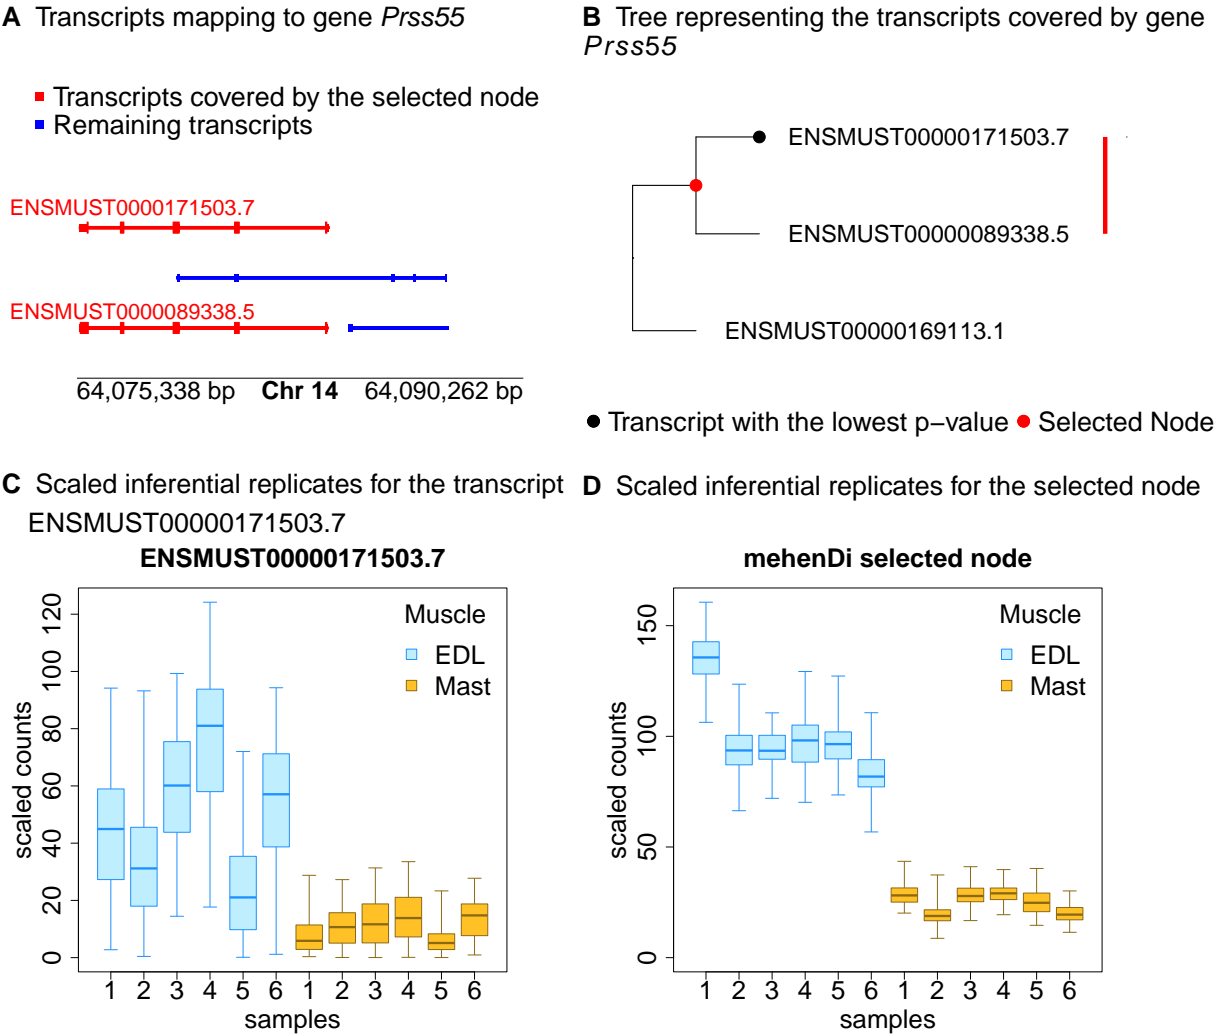 A Transcripts mapping to gene Prss55
Transcripts covered by the selected node
Remaining transcripts
ENSMUST0000171503.7
ENSMUST0000089338.5
64,075,338 bp Chr 14 64,090,262 bp
B Tree representing the transcripts covered by gene
Prss55
ENSMUST00000171503.7
ENSMUST00000089338.5
ENSMUST00000169113.1
Transcript with the lowest p−value Selected Node
C Scaled inferential replicates for the transcript
ENSMUST00000171503.7
ENSMUST00000171503.7
Muscle
EDL
Mast
scaled counts
0 20 40 60 80 100 120
1 2 3 4 5 6 1 2 3 4 5 6
samples
D Scaled inferential replicates for the selected node
mehenDi selected node
Muscle
EDL
Mast
scaled counts
0 50 100 150
1 2 3 4 5 6 1 2 3 4 5 6
samples